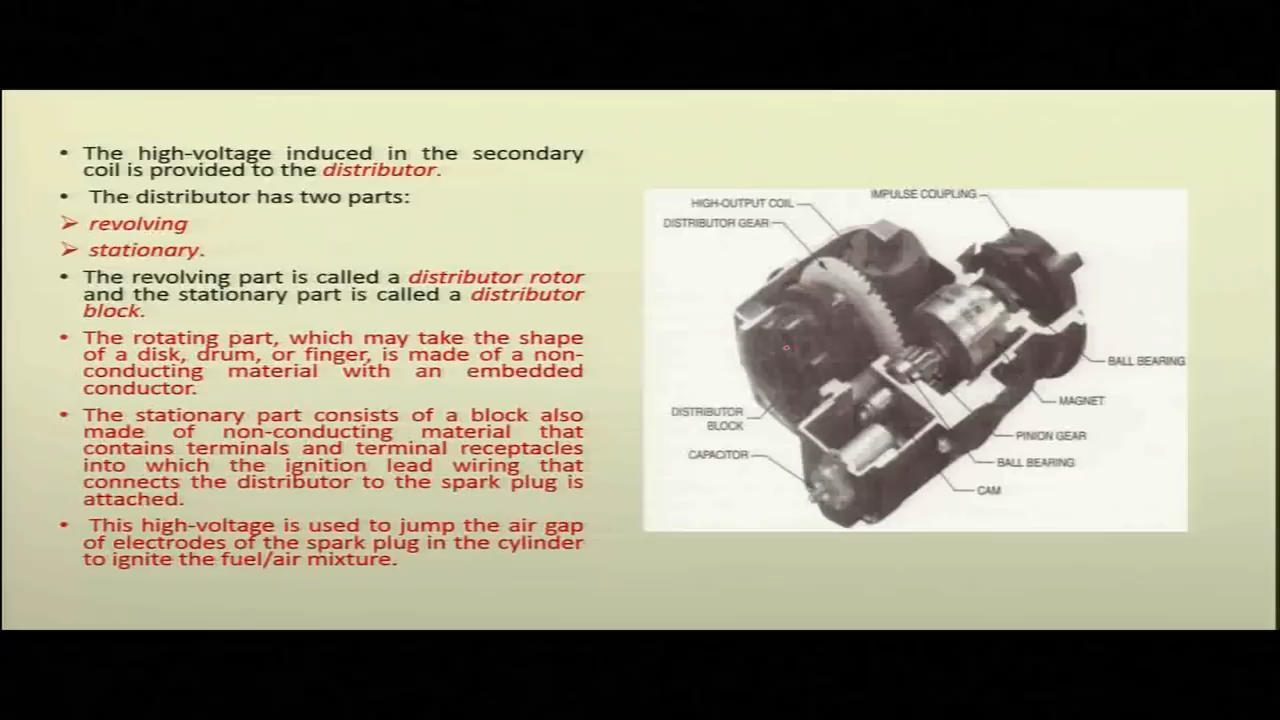 • The high-voltage induced in the secondary
coil is provided to the distributor.
• The distributor has two parts:
➢ revolving
➢ stationary.
• The revolving part is called a distributor rotor
and the stationary part is called a distributor
block.
• The rotating part, which may take the shape
of a disk, drum, or finger, is made of a non-
conducting material with an embedded
conductor.
• The stationary part consists of a block also
made of non-conducting material that
contains terminals and terminal receptacles
into which the ignition lead wiring that
connects the distributor to the spark plug is
attached.
• This high-voltage is used to jump the air gap
of electrodes of the spark plug in the cylinder
to ignite the fuel/air mixture.
IMPULSE COUPLING
HIGH-OUTPUT COIL
DISTRIBUTOR GEAR
BALL BEARING
MAGNET
DISTRIBUTOR
BLOCK
PINION GEAR
CAPACITOR
BALL BEARING
CAM